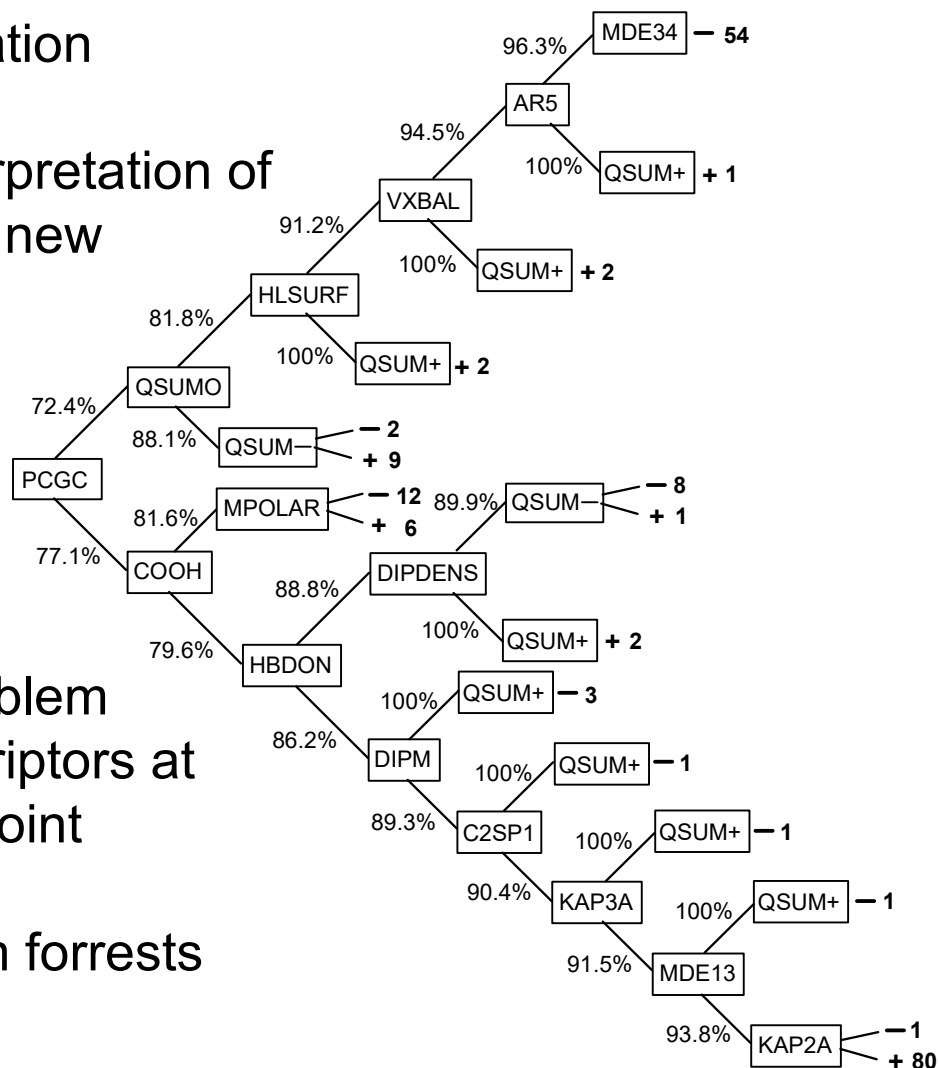 ation
rpretation of
new
blem
riptors at
oint
n forrests
MDE34 − 54
96.3%
AR5
94.5%
100%
QSUM+ + 1
VXBAL
91.2%
100%
QSUM+ + 2
HLSURF
81.8%
100%
QSUM+ + 2
QSUMO
72.4%
88.1%
QSUM−
− 2
+ 9
PCGC
77.1%
81.6%
MPOLAR
− 12
+ 6
COOH
79.6%
89.9%
QSUM−
− 8
+ 1
DIPDENS
88.8%
100%
QSUM+ + 2
HBDON
86.2%
100%
QSUM+ − 3
DIPM
89.3%
100%
QSUM+ − 1
C2SP1
90.4%
100%
QSUM+ − 1
KAP3A
91.5%
100%
QSUM+ − 1
MDE13
93.8%
KAP2A
− 1
+ 80